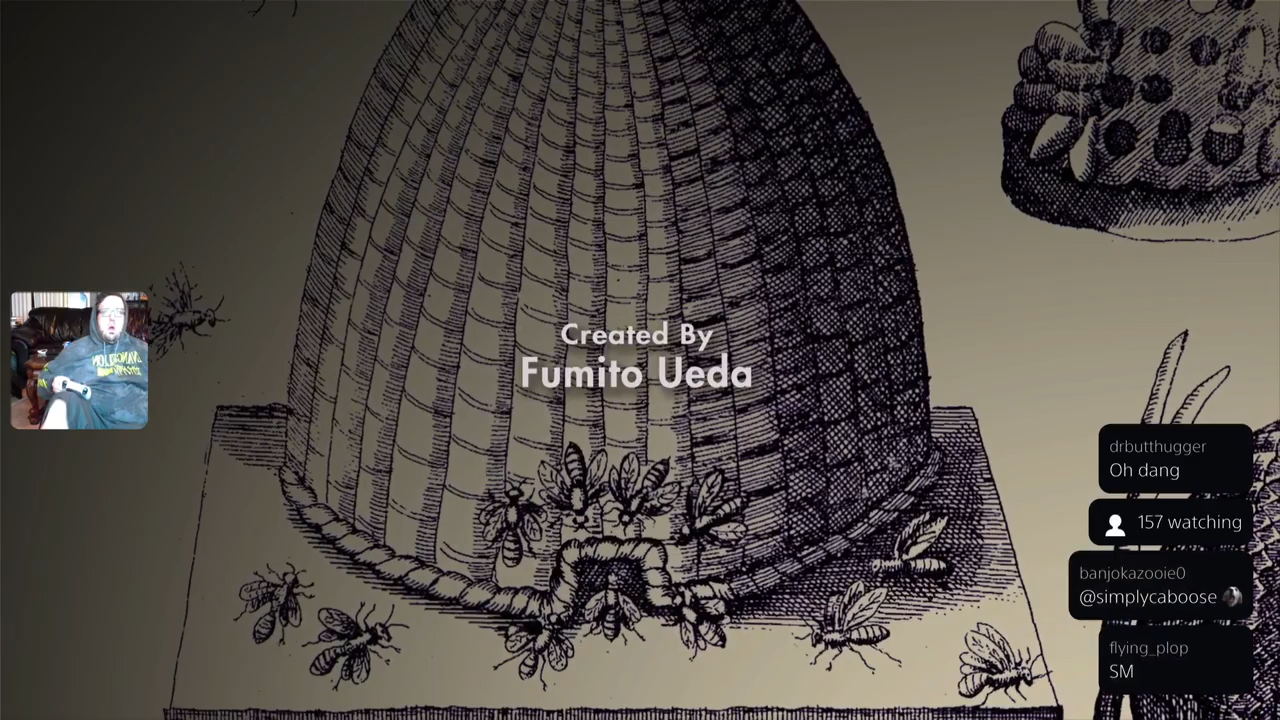 Created By
Fumito Ueda
drbutthugger
Oh dang
157 watching
banjokazooie0
@simplycaboose
flying_plop
SM